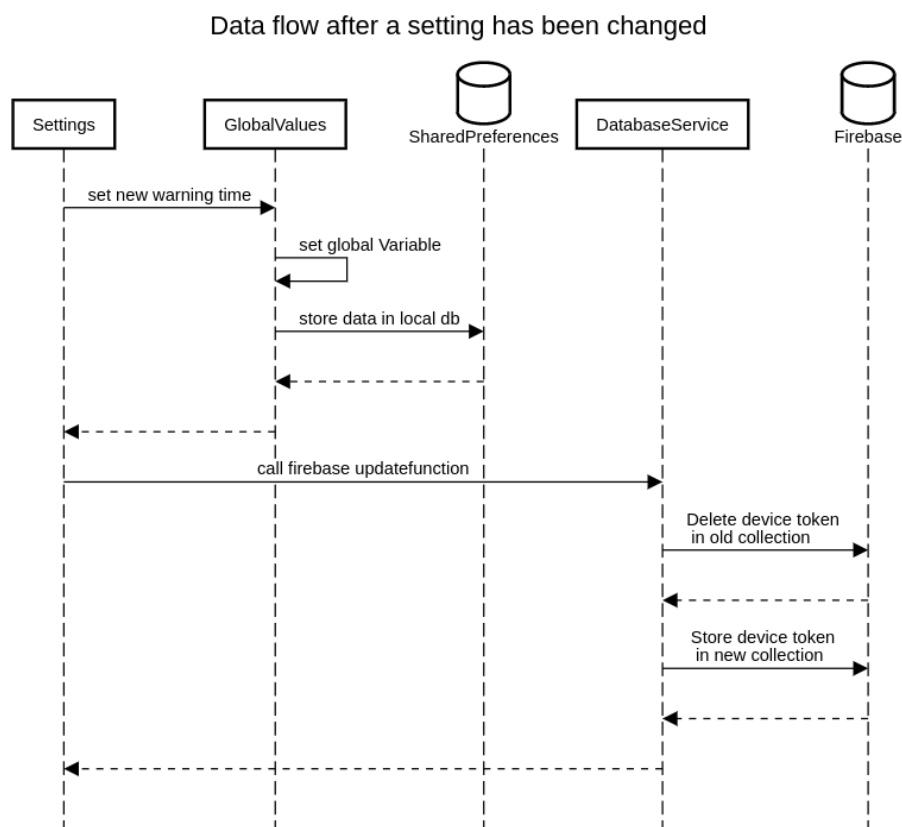 Data flow after a setting has been changed
Settings
GlobalValues
SharedPreferences
DatabaseService
Firebase
set new warning time
set global Variable
store data in local db
call firebase updatefunction
Delete device token
in old collection
Store device token
in new collection